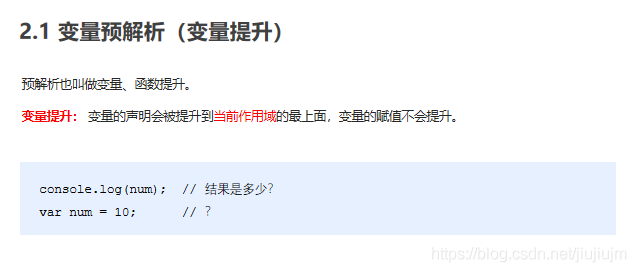 2.1 变量预解析（变量提升）
预解析也叫做变量、函数提升。
变量提升： 变量的声明会被提升到当前作用域的最上面，变量的赋值不会提升。
console.log(num);  // 结果是多少？
var num = 10;      // ？
https://blog.csdn.net/jiujiujm